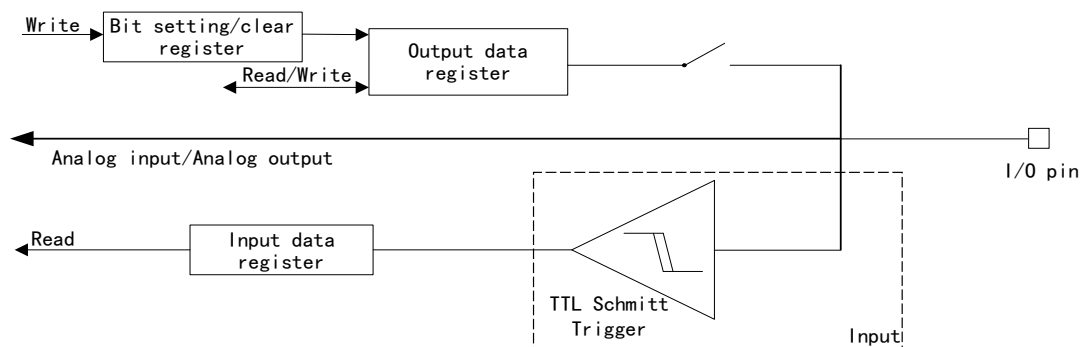 Write
Bit setting/clear
register
Output data
register
Read/Write
Analog input/Analog output
I/O pin
Read
Input data
register
TTL Schmitt
Trigger
Input